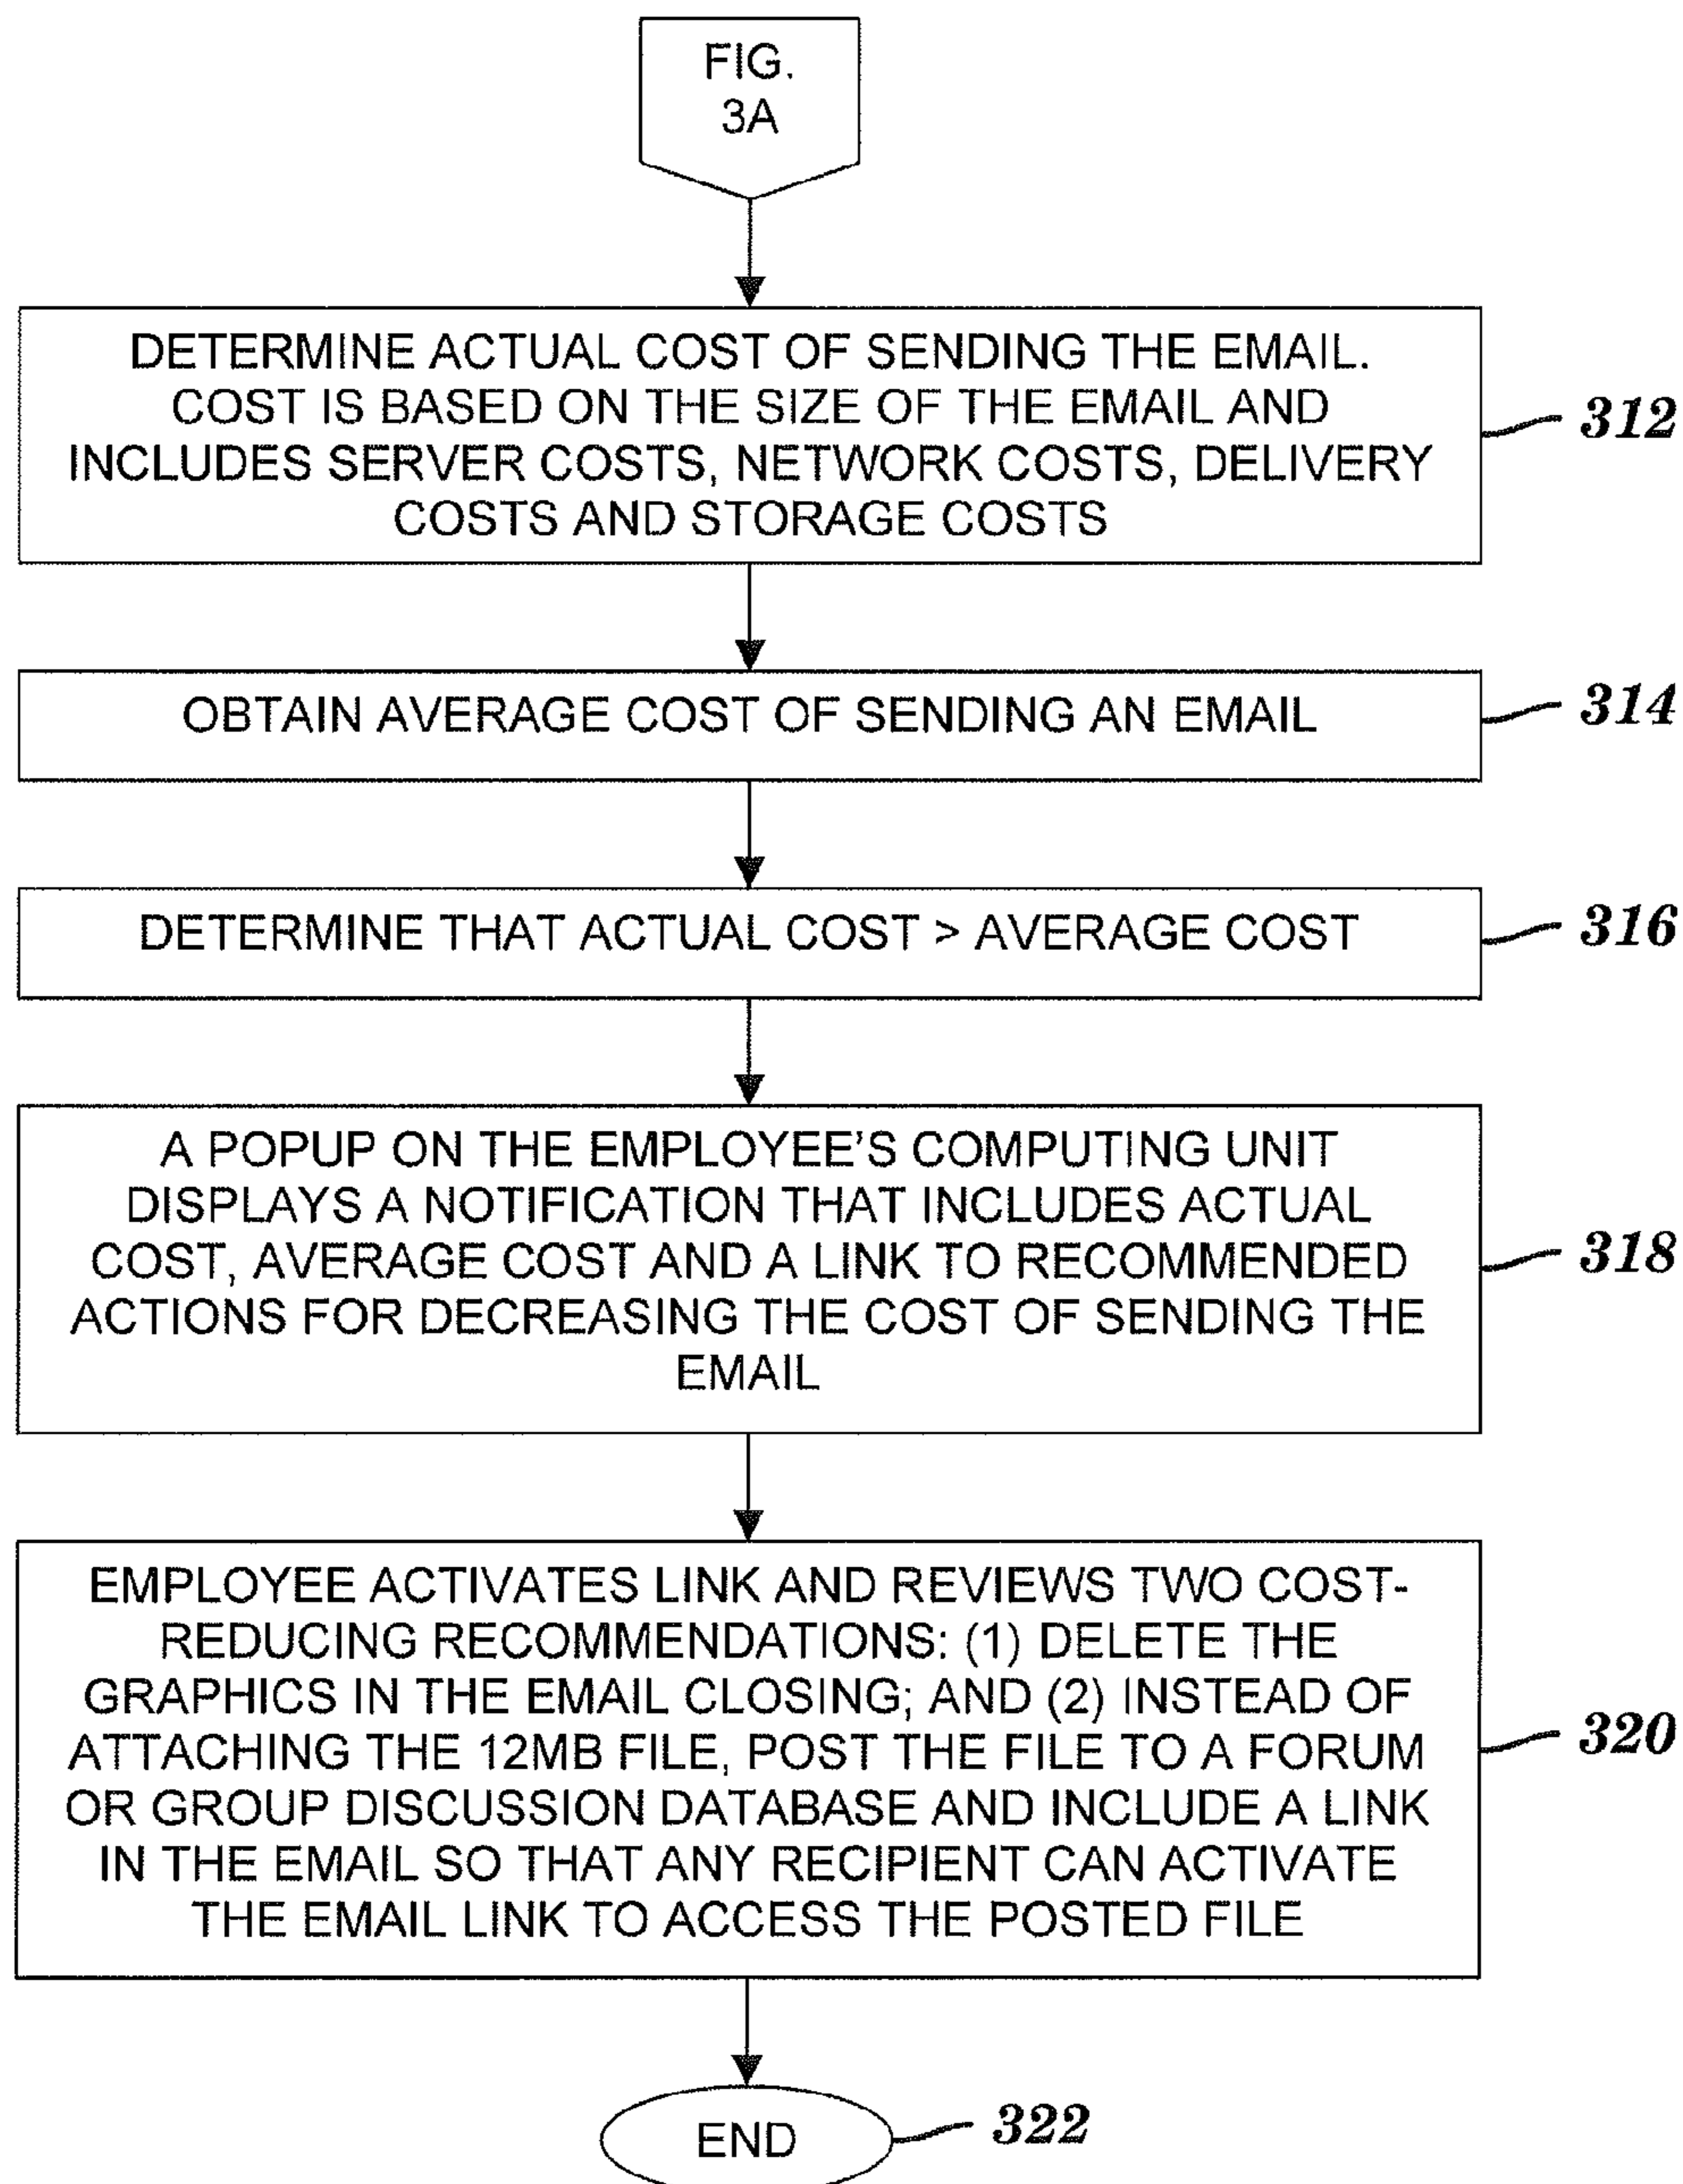 FIG.
3A
DETERMINE ACTUAL COST OF SENDING THE EMAIL.
COST IS BASED ON THE SIZE OF THE EMAIL AND
INCLUDES SERVER COSTS, NETWORK COSTS, DELIVERY
COSTS AND STORAGE COSTS
312
OBTAIN AVERAGE COST OF SENDING AN EMAIL
314
DETERMINE THAT ACTUAL COST > AVERAGE COST
316
A POPUP ON THE EMPLOYEE'S COMPUTING UNIT
DISPLAYS A NOTIFICATION THAT INCLUDES ACTUAL
COST, AVERAGE COST AND A LINK TO RECOMMENDED
ACTIONS FOR DECREASING THE COST OF SENDING THE
EMAIL
318
EMPLOYEE ACTIVATES LINK AND REVIEWS TWO COST-
REDUCING RECOMMENDATIONS: (1) DELETE THE
GRAPHICS IN THE EMAIL CLOSING; AND (2) INSTEAD OF
ATTACHING THE 12MB FILE, POST THE FILE TO A FORUM
OR GROUP DISCUSSION DATABASE AND INCLUDE A LINK
IN THE EMAIL SO THAT ANY RECIPIENT CAN ACTIVATE
THE EMAIL LINK TO ACCESS THE POSTED FILE
320
END
322